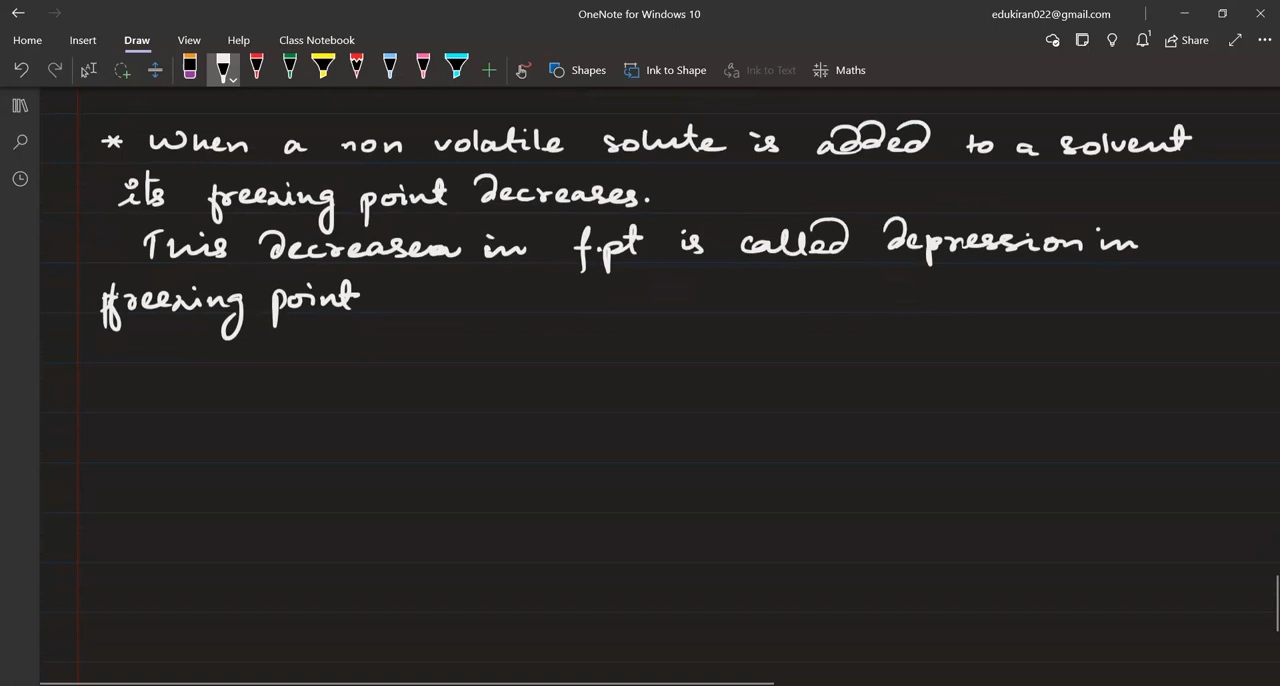 OneNote for Windows 10
edukiran022@gmail.com
Home Insert Draw View Help Class Notebook
Share
Shapes Ink to Shape Ink to Text Maths
* When a non volatile solute is added to a solvent
its freezing point decreases.
This decrease in f.pt is called depression in
freezing point